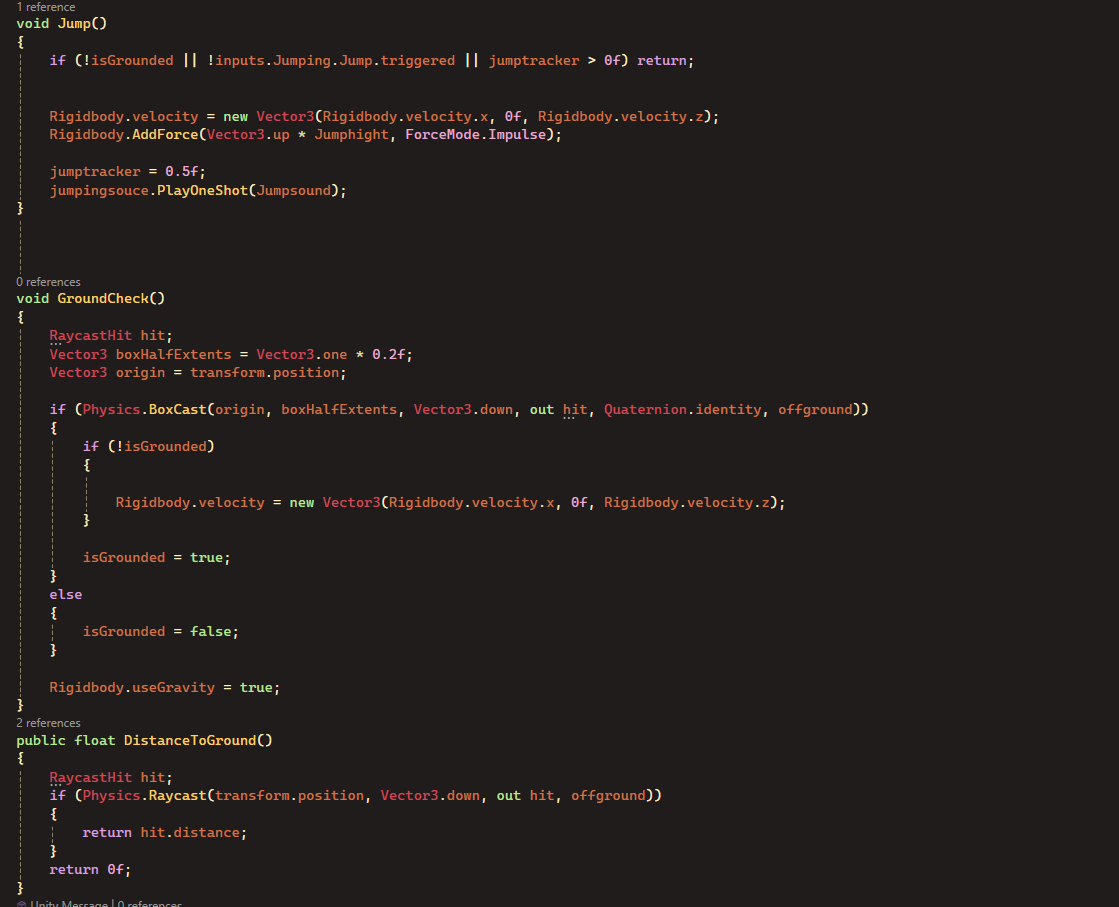 1 reference
void Jump()
{
if (!isGrounded || !inputs.Jumping.Jump.triggered || jumptracker > 0f) return;
Rigidbody.velocity = new Vector3(Rigidbody.velocity.x, 0f, Rigidbody.velocity.z);
Rigidbody.AddForce(Vector3.up * Jumphight, ForceMode.Impulse);
jumptracker = 0.5f;
jumpingsouce.PlayOneShot(Jumpsound);
}
0 references
void GroundCheck()
{
RaycastHit hit;
Vector3 boxHalfExtents = Vector3.one * 0.2f;
Vector3 origin = transform.position;
if (Physics.BoxCast(origin, boxHalfExtents, Vector3.down, out hit, Quaternion.identity, offground))
{
if (!isGrounded)
{
Rigidbody.velocity = new Vector3(Rigidbody.velocity.x, 0f, Rigidbody.velocity.z);
}
isGrounded = true;
}
else
{
isGrounded = false;
}
Rigidbody.useGravity = true;
}
2 references
public float DistanceToGround()
{
RaycastHit hit;
if (Physics.Raycast(transform.position, Vector3.down, out hit, offground))
{
return hit.distance;
}
return 0f;
}
Unity Message | 0 references